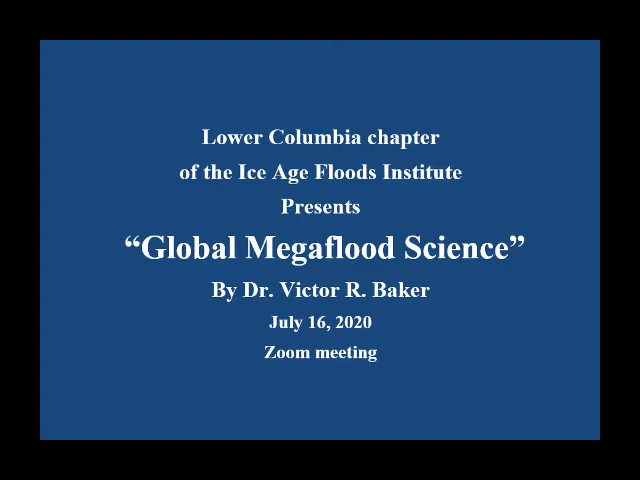 Lower Columbia chapter
of the Ice Age Floods Institute
Presents
“Global Megaflood Science”
By Dr. Victor R. Baker
July 16, 2020
Zoom meeting